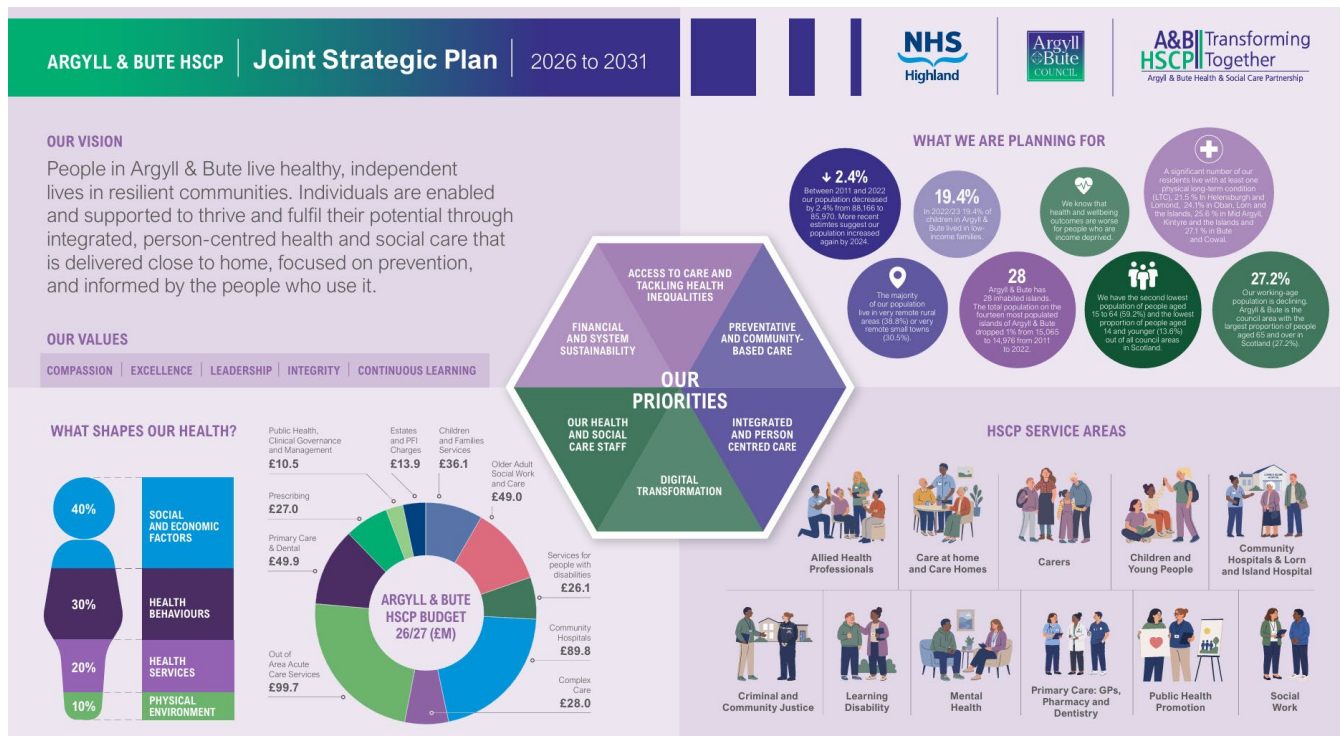 ARGYLL & BUTE HSCP
Joint Strategic Plan
2026 to 2031
NHS
Highland
Argyll
Bute
COUNCIL
A&B
HSCP
Transforming
Together
Argyll & Bute Health & Social Care Partnership
OUR VISION
People in Argyll & Bute live healthy, independent
lives in resilient communities. Individuals are enabled
and supported to thrive and fulfil their potential through
integrated, person-centred health and social care that
is delivered close to home, focused on prevention,
and informed by the people who use it.
OUR VALUES
COMPASSION
EXCELLENCE
LEADERSHIP
INTEGRITY
CONTINUOUS LEARNING
WHAT WE ARE PLANNING FOR
2.4%
Between 2011 and 2022
our population decreased
by 2.4% from 88,166 to
85,970. More recent
estimtes suggest our
population increased
again by 2024.
19.4%
In 2022/23 19.4% of
children in Argyll &
Bute lived in low-
income families.
We know that
health and wellbeing
outcomes are worse
for people who are
income deprived.
A significant number of our
residents live with at least one
physical long-term condition
(LTC), 21.5 % in Helensburgh and
Lomond, 24.1% in Oban, Lorn and
the Islands, 25.6 % in Mid Argyll,
Kintyre and the Islands and
27.1 % in Bute
and Cowal.
The majority
of our population
live in very remote rural
areas (38.8%) or very
remote small towns
(30.5%).
28
Argyll & Bute has
28 inhabited islands.
The total population on the
fourteen most populated
islands of Argyll & Bute
dropped 1% from 15,065
to 14,976 from 2011
to 2022.
We have the second lowest
population of people aged
15 to 64 (59.2%) and the lowest
proportion of people aged
14 and younger (13.6%)
out of all council areas
in Scotland.
27.2%
Our working-age
population is declining.
Argyll & Bute is the
council area with the
largest proportion of people
aged 65 and over in
Scotland (27.2%).
OUR
PRIORITIES
ACCESS TO CARE AND
TACKLING HEALTH
INEQUALITIES
PREVENTATIVE
AND COMMUNITY-
BASED CARE
INTEGRATED
AND PERSON
CENTRED CARE
DIGITAL
TRANSFORMATION
OUR HEALTH
AND SOCIAL
CARE STAFF
FINANCIAL
AND SYSTEM
SUSTAINABILITY
WHAT SHAPES OUR HEALTH?
40%
SOCIAL
AND ECONOMIC
FACTORS
30%
HEALTH
BEHAVIOURS
20%
HEALTH
SERVICES
10%
PHYSICAL
ENVIRONMENT
ARGYLL & BUTE
HSCP BUDGET
26/27 (£M)
Public Health,
Clinical Governance
and Management
£10.5
Estates
and PFI
Charges
£13.9
Children
and Families
Services
£36.1
Older Adult
Social Work
and Care
£49.0
Services for
people with
disabilities
£26.1
Community
Hospitals
£89.8
Complex
Care
£28.0
Out of
Area Acute
Care Services
£99.7
Primary Care
& Dental
£49.9
Prescribing
£27.0
HSCP SERVICE AREAS
Allied Health
Professionals
Care at home
and Care Homes
Carers
Children and
Young People
Community
Hospitals & Lorn
and Island Hospital
Criminal and
Community Justice
Learning
Disability
Mental
Health
Primary Care: GPs,
Pharmacy and
Dentistry
Public Health
Promotion
Social
Work